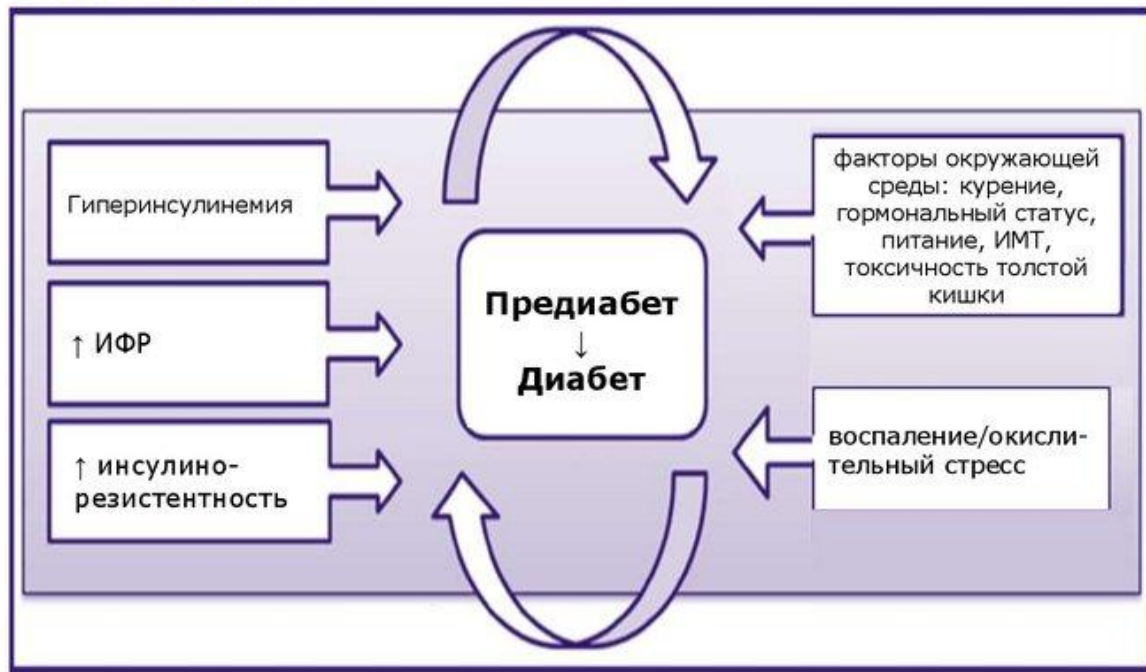 Гиперинсулинемия
↑ ИФР
↑ инсулино-
резистентность
Предиабет
↓
Диабет
факторы окружающей
среды: курение,
гормональный статус,
питание, ИМТ,
токсичность толстой
кишки
воспаление/окисли-
тельный стресс